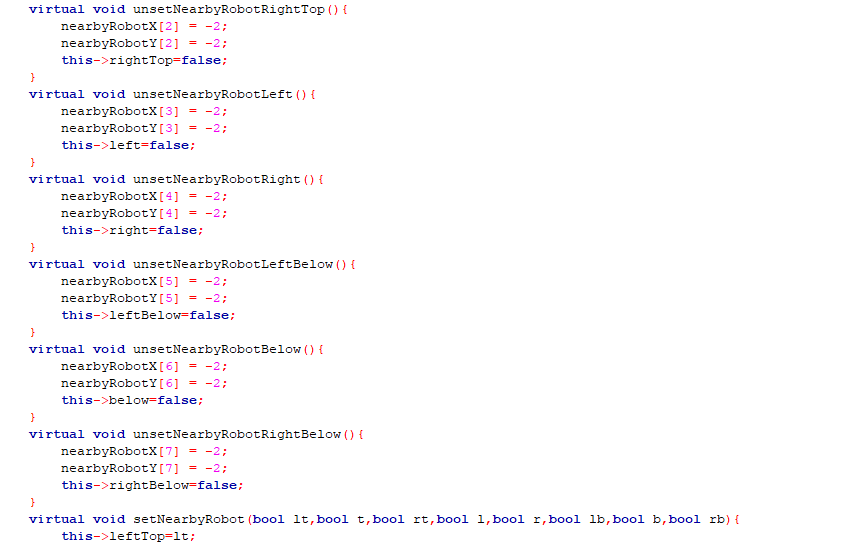 virtual void unsetNearbyRobotRightTop(){
nearbyRobotX[2] = -2;
nearbyRobotY[2] = -2;
this->rightTop=false;
}
virtual void unsetNearbyRobotLeft(){
nearbyRobotX[3] = -2;
nearbyRobotY[3] = -2;
this->left=false;
}
virtual void unsetNearbyRobotRight(){
nearbyRobotX[4] = -2;
nearbyRobotY[4] = -2;
this->right=false;
}
virtual void unsetNearbyRobotLeftBelow(){
nearbyRobotX[5] = -2;
nearbyRobotY[5] = -2;
this->leftBelow=false;
}
virtual void unsetNearbyRobotBelow(){
nearbyRobotX[6] = -2;
nearbyRobotY[6] = -2;
this->below=false;
}
virtual void unsetNearbyRobotRightBelow(){
nearbyRobotX[7] = -2;
nearbyRobotY[7] = -2;
this->rightBelow=false;
}
virtual void setNearbyRobot(bool lt,bool t,bool rt,bool l,bool r,bool lb,bool b,bool rb){
this->leftTop=lt;